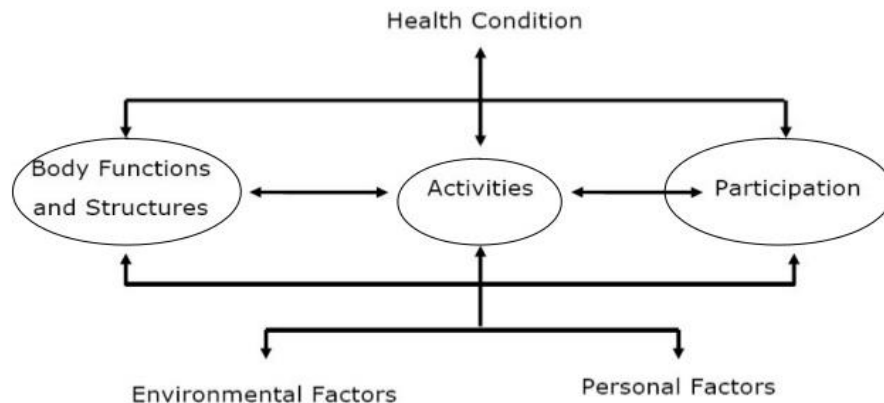 Health Condition
Body Functions
and Structures
Activities
Participation
Environmental Factors
Personal Factors